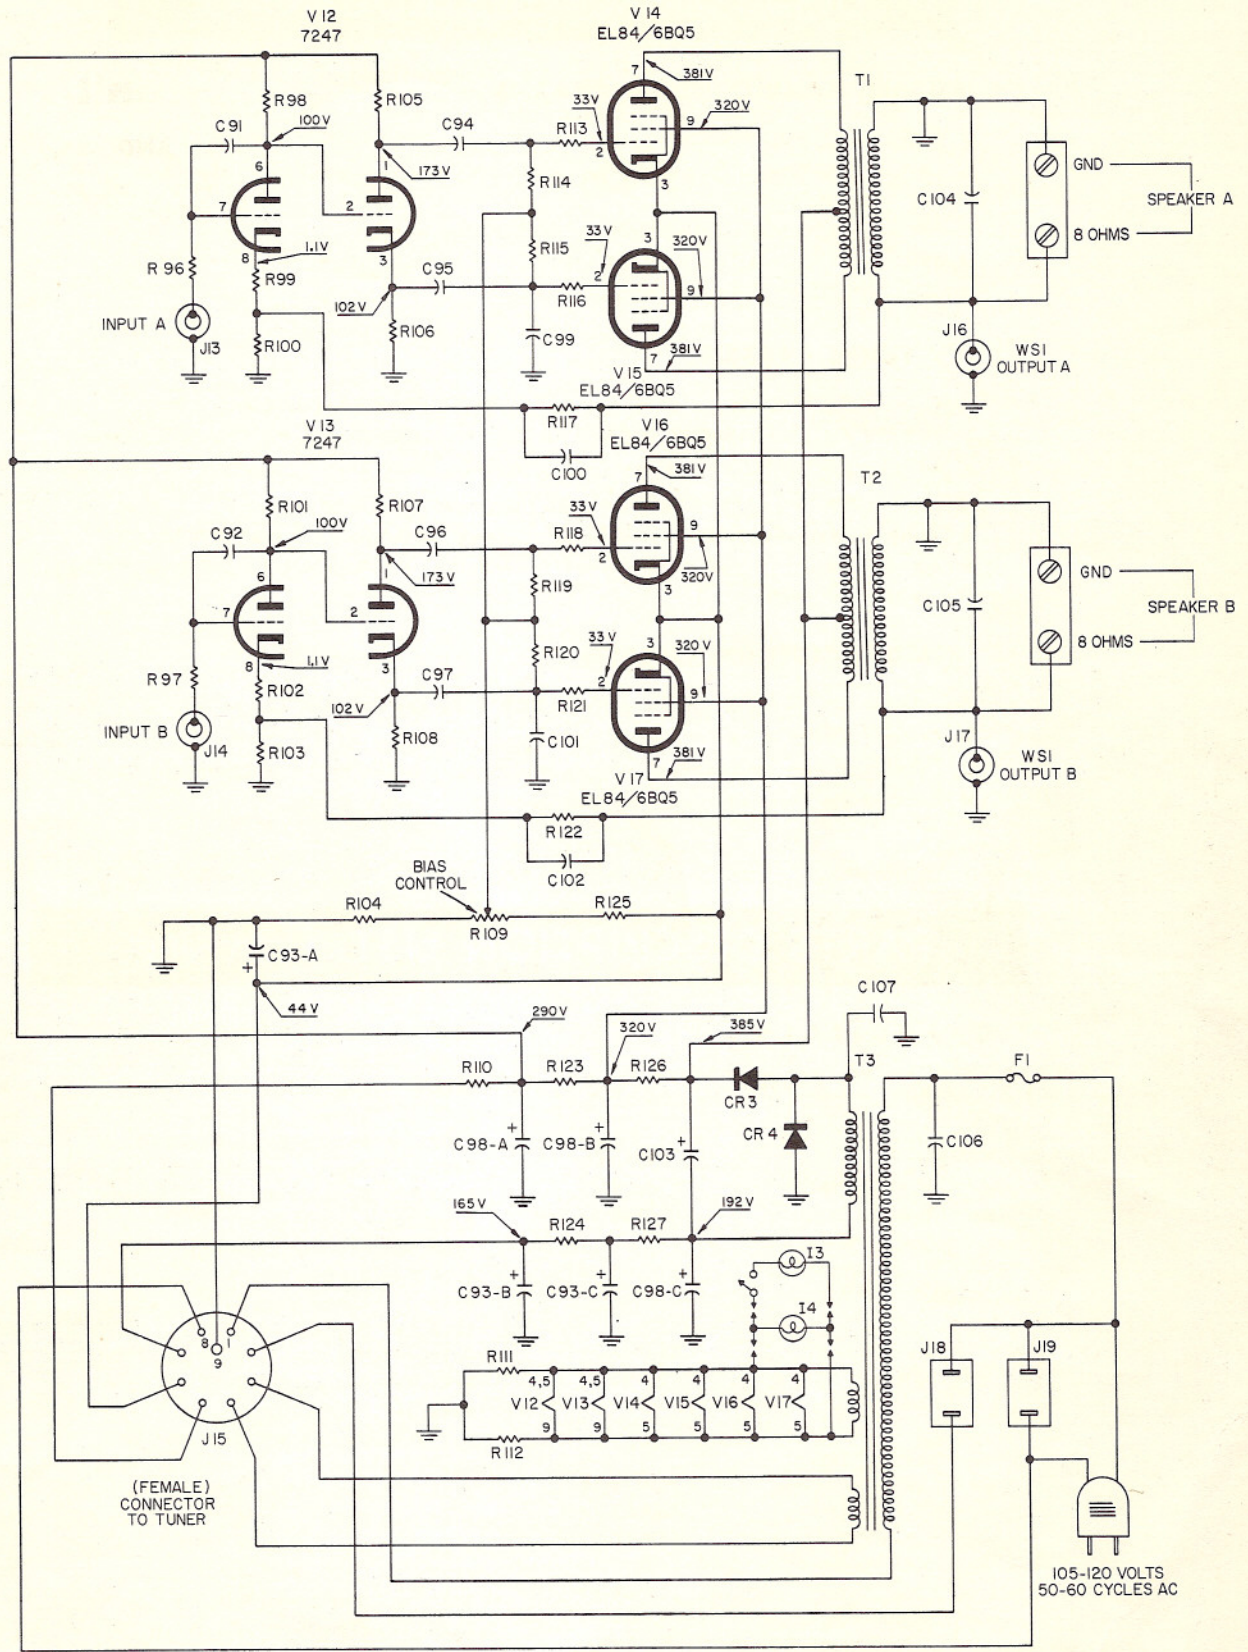 V12
7247
V14
EL84/6BQ5
7
381V
T1
R98
R105
33V
320V
C91
100V
C94
R113
9
2
6
1
173V
R114
3
GND
SPEAKER A
C104
7
2
8
1.1V
3
R115
33V
3
320V
8 OHMS
R96
R99
C95
2
9
102V
R116
INPUT A
J13
R100
R106
C99
7
381V
J16
WSI
OUTPUT A
V15
EL84/6BQ5
R117
C100
V13
7247
V16
EL84/6BQ5
7
381V
T2
R101
R107
33V
C92
100V
C96
R118
9
2
320V
6
1
173V
R119
3
GND
SPEAKER B
C105
7
2
8
1.1V
3
R120
33V
3
320V
8 OHMS
R97
R102
C97
2
9
102V
R121
INPUT B
J14
R103
R108
C101
7
381V
J17
WSI
OUTPUT B
V17
EL84/6BQ5
R122
C102
BIAS
CONTROL
R104
R109
R125
C93-A
+
44V
290V
320V
385V
C107
R110
R123
R126
T3
F1
CR3
CR4
+
C98-A
+
C98-B
+
C103
C106
165V
R124
R127
192V
+
C93-B
+
C93-C
+
C98-C
I3
I4
8
1
9
J15
R111
4,5
4,5
4
4
4
4
V12
V13
V14
V15
V16
V17
9
9
5
5
5
5
R112
J18
J19
(FEMALE)
CONNECTOR
TO TUNER
105-120 VOLTS
50-60 CYCLES AC